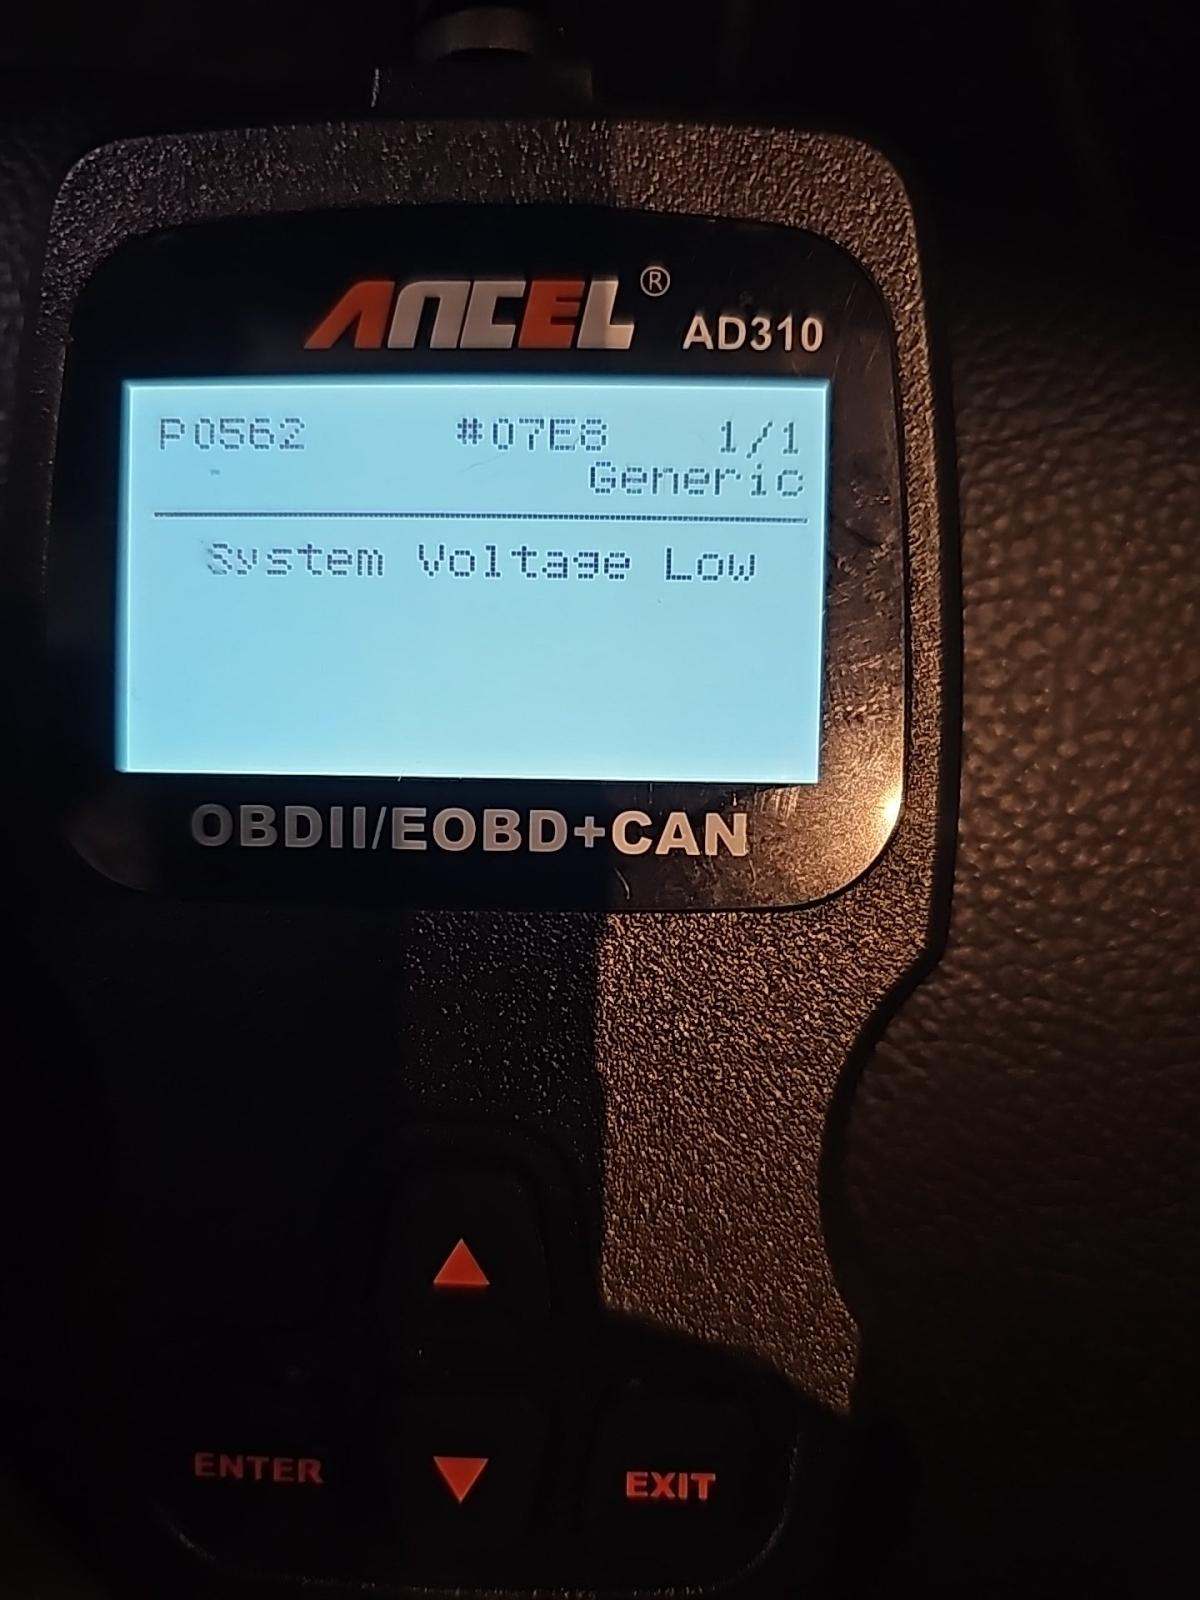 ANCEL® AD310
P0562 #07E8 1/1
Generic
System Voltage Low
OBDII/EOBD+CAN
ENTER EXIT